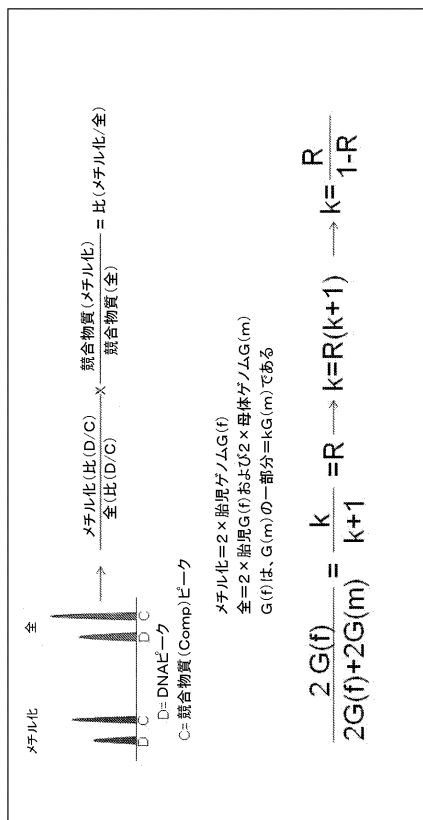 メチル化 全
D C D C
D=DNAピーク
C=競合物質(Comp)ピーク
メチル化(比(D/C)
全(比(D/C)
×
競合物質(メチル化)
競合物質(全)
=比(メチル化/全)
メチル化=2×胎児ゲノムG(f)
全=2×胎児G(f)および2×母体ゲノムG(m)
G(f)は、G(m)の一部分=kG(m)である
2 G(f)
2G(f)+2G(m)
=
k
k+1
=R → k=R(k+1) → k=
R
1-R